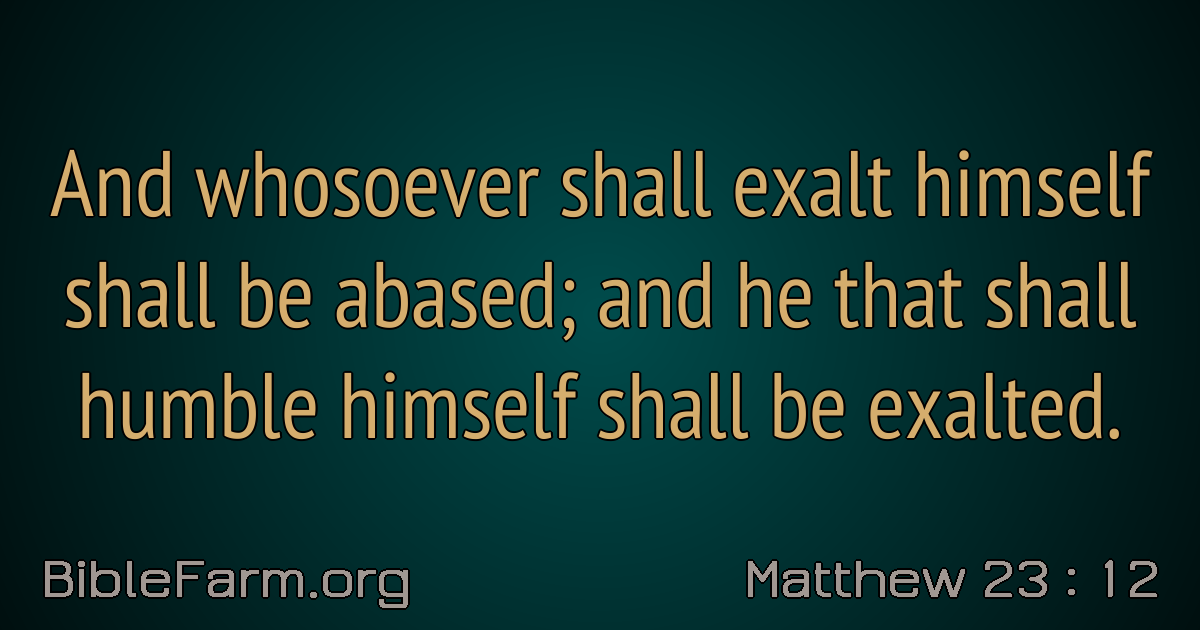 And whosoever shall exalt himself
shall be abased; and he that shall
humble himself shall be exalted.
BibleFarm.org
Matthew 23 : 12